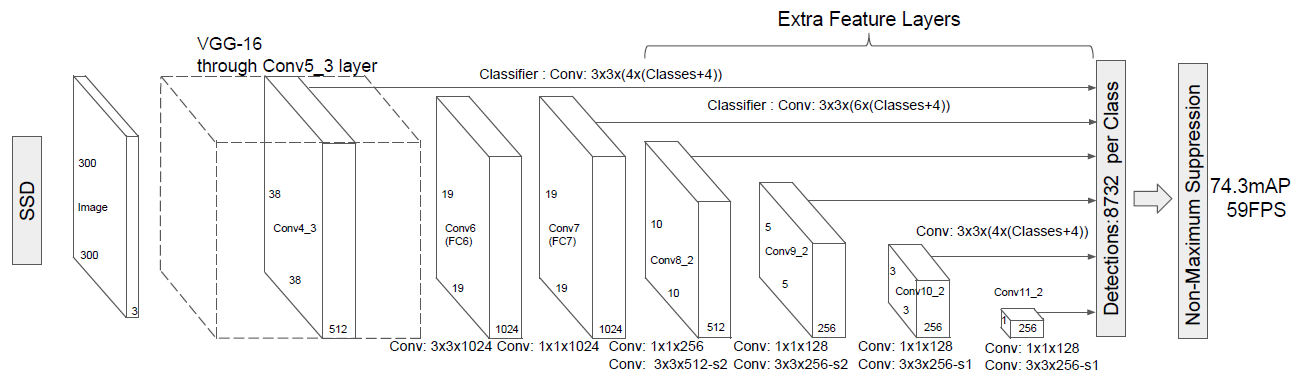 Extra Feature Layers
VGG-16
through Conv5_3 layer
Classifier : Conv: 3x3x(4x(Classes+4))
Classifier : Conv: 3x3x(6x(Classes+4))
SSD
300
Image
300
3
38
Conv4_3
38
512
19
Conv6
(FC6)
19
1024
19
Conv7
(FC7)
19
1024
10
Conv8_2
10
512
5
Conv9_2
5
256
Conv: 3x3x(4x(Classes+4))
3
Conv10_2
3
256
Conv11_2
1
256
Detections:8732 per Class
Non-Maximum Suppression
74.3mAP
59FPS
Conv: 3x3x1024
Conv: 1x1x1024
Conv: 1x1x256
Conv: 3x3x512-s2
Conv: 1x1x128
Conv: 3x3x256-s2
Conv: 1x1x128
Conv: 3x3x256-s1
Conv: 1x1x128
Conv: 3x3x256-s1